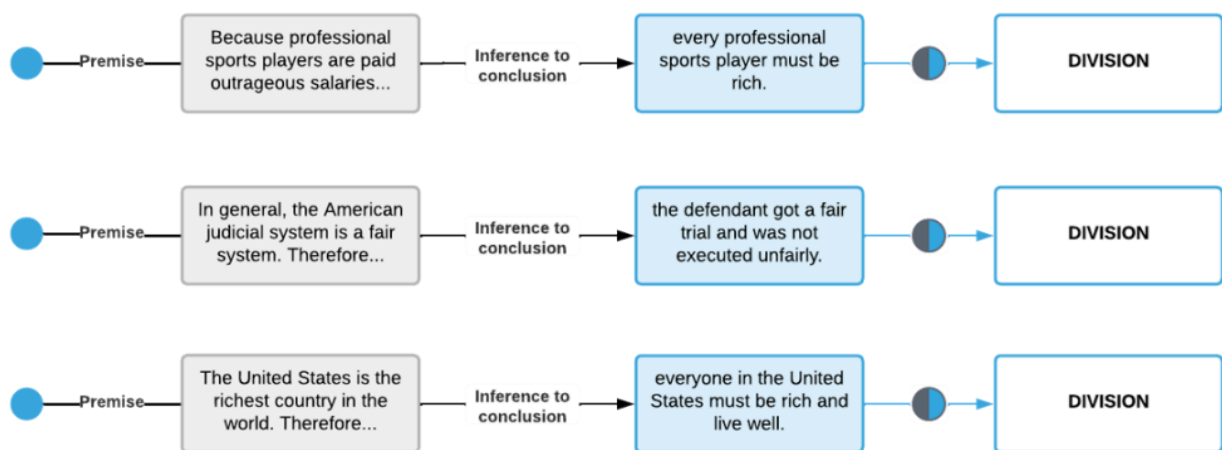 Because professional
sports players are paid
outrageous salaries...
Premise
Inference to
conclusion
every professional
sports player must be
rich.
DIVISION
In general, the American
judicial system is a fair
system. Therefore...
Premise
Inference to
conclusion
the defendant got a fair
trial and was not
executed unfairly.
DIVISION
The United States is the
richest country in the
world. Therefore...
Premise
Inference to
conclusion
everyone in the United
States must be rich and
live well.
DIVISION